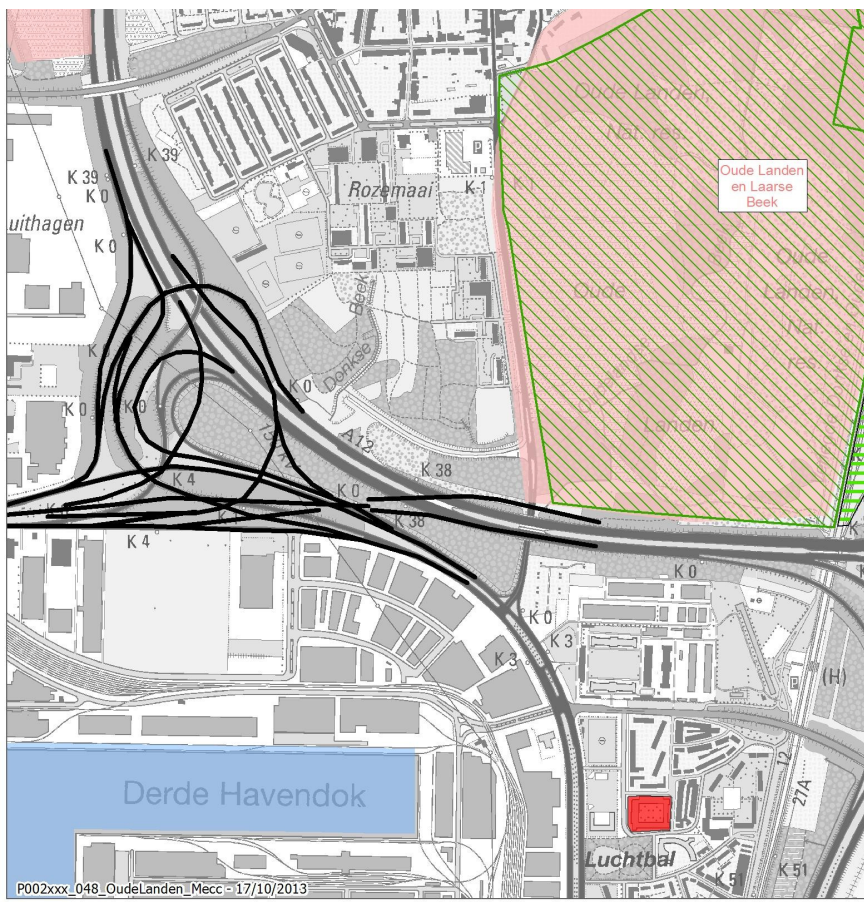 Oude Landen,
Nat. res.
K 39
K 39
K 0
Rozemaai
K 1
P
Oude Landen
en Laarse
Beek
uithagen
K 0
Oude
Landen,
Nat.
res.
Oude
Beek
Donkse
K 0
K 0
K 0
K 0
Landen
A12
K 38
K 4
K 0
K 38
K 4
K 0
K 0
K 3
K 3
P
(H)
12
27A
Derde Havendok
Luchtbal
K 51
K 51
P002xxx_048_OudeLanden_Mecc - 17/10/2013